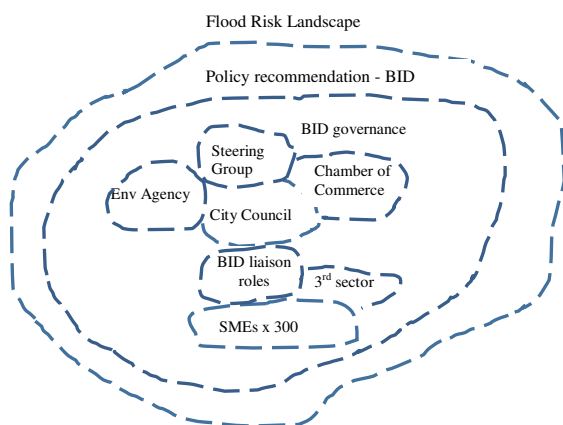 Flood Risk Landscape
Policy recommendation - BID
BID governance
Steering
Group
Chamber of
Commerce
Env Agency
City Council
BID liaison
roles
3rd sector
SMEs x 300